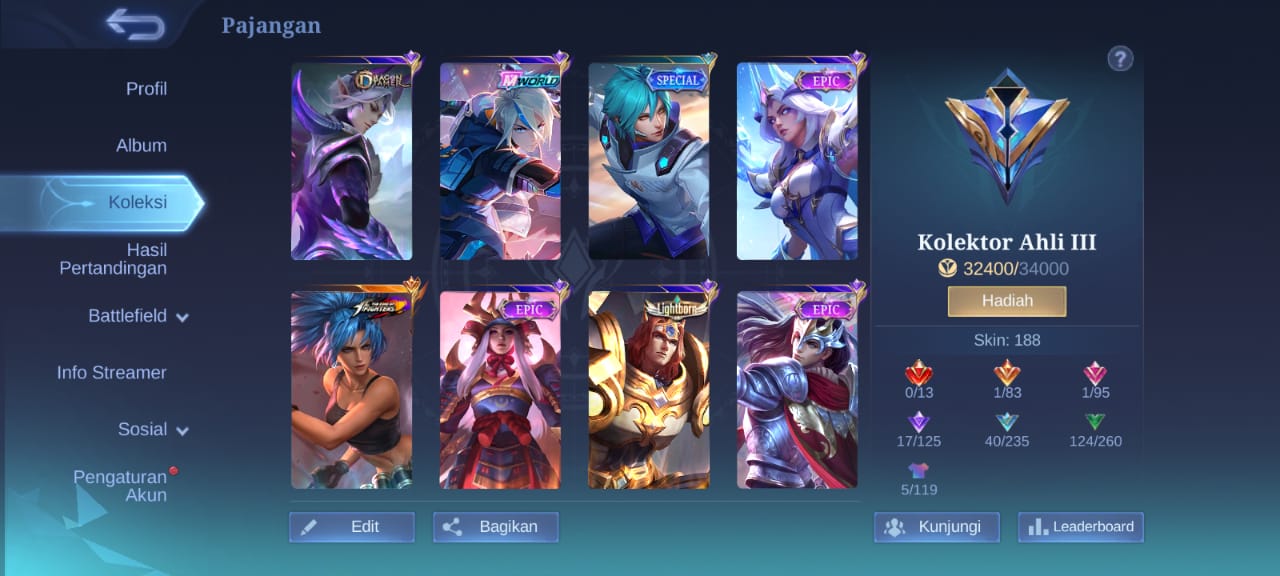 Pajangan
Profil
Album
Koleksi
Hasil
Pertandingan
Battlefield
Info Streamer
Sosial
Pengaturan
Akun
DRAGON
TAMER
M-WORLD
SPECIAL
EPIC
THE KING OF
FIGHTERS
EPIC
Lightborn
EPIC
Edit
Bagikan
?
Kolektor Ahli III
32400/34000
Hadiah
Skin: 188
0/13
1/83
1/95
17/125
40/235
124/260
5/119
Kunjungi
Leaderboard